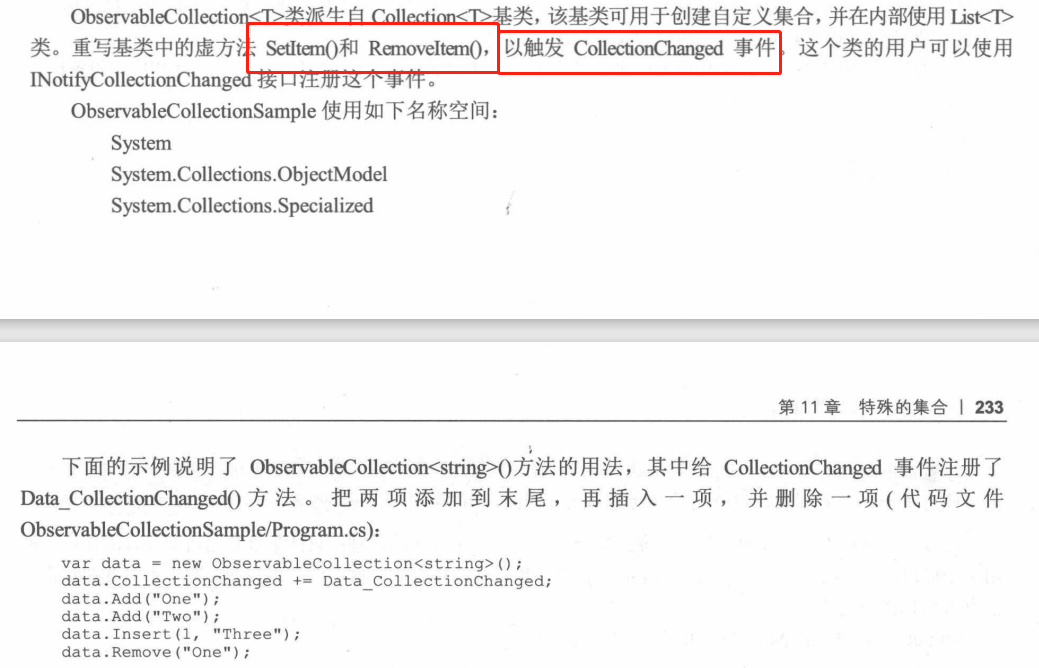 ObservableCollection<T>类派生自 Collection<T>基类，该基类可用于创建自定义集合，并在内部使用 List<T>
类。重写基类中的虚方法 SetItem()和 RemoveItem()，以触发 CollectionChanged 事件。这个类的用户可以使用
INotifyCollectionChanged 接口注册这个事件。
ObservableCollectionSample 使用如下名称空间：
System
System.Collections.ObjectModel
System.Collections.Specialized
第 11 章 特殊的集合 | 233
下面的示例说明了 ObservableCollection<string>()方法的用法，其中给 CollectionChanged 事件注册了
Data_CollectionChanged()方法。把两项添加到末尾，再插入一项，并删除一项(代码文件
ObservableCollectionSample/Program.cs)：
var data = new ObservableCollection<string>();
data.CollectionChanged += Data_CollectionChanged;
data.Add("One");
data.Add("Two");
data.Insert(1, "Three");
data.Remove("One");